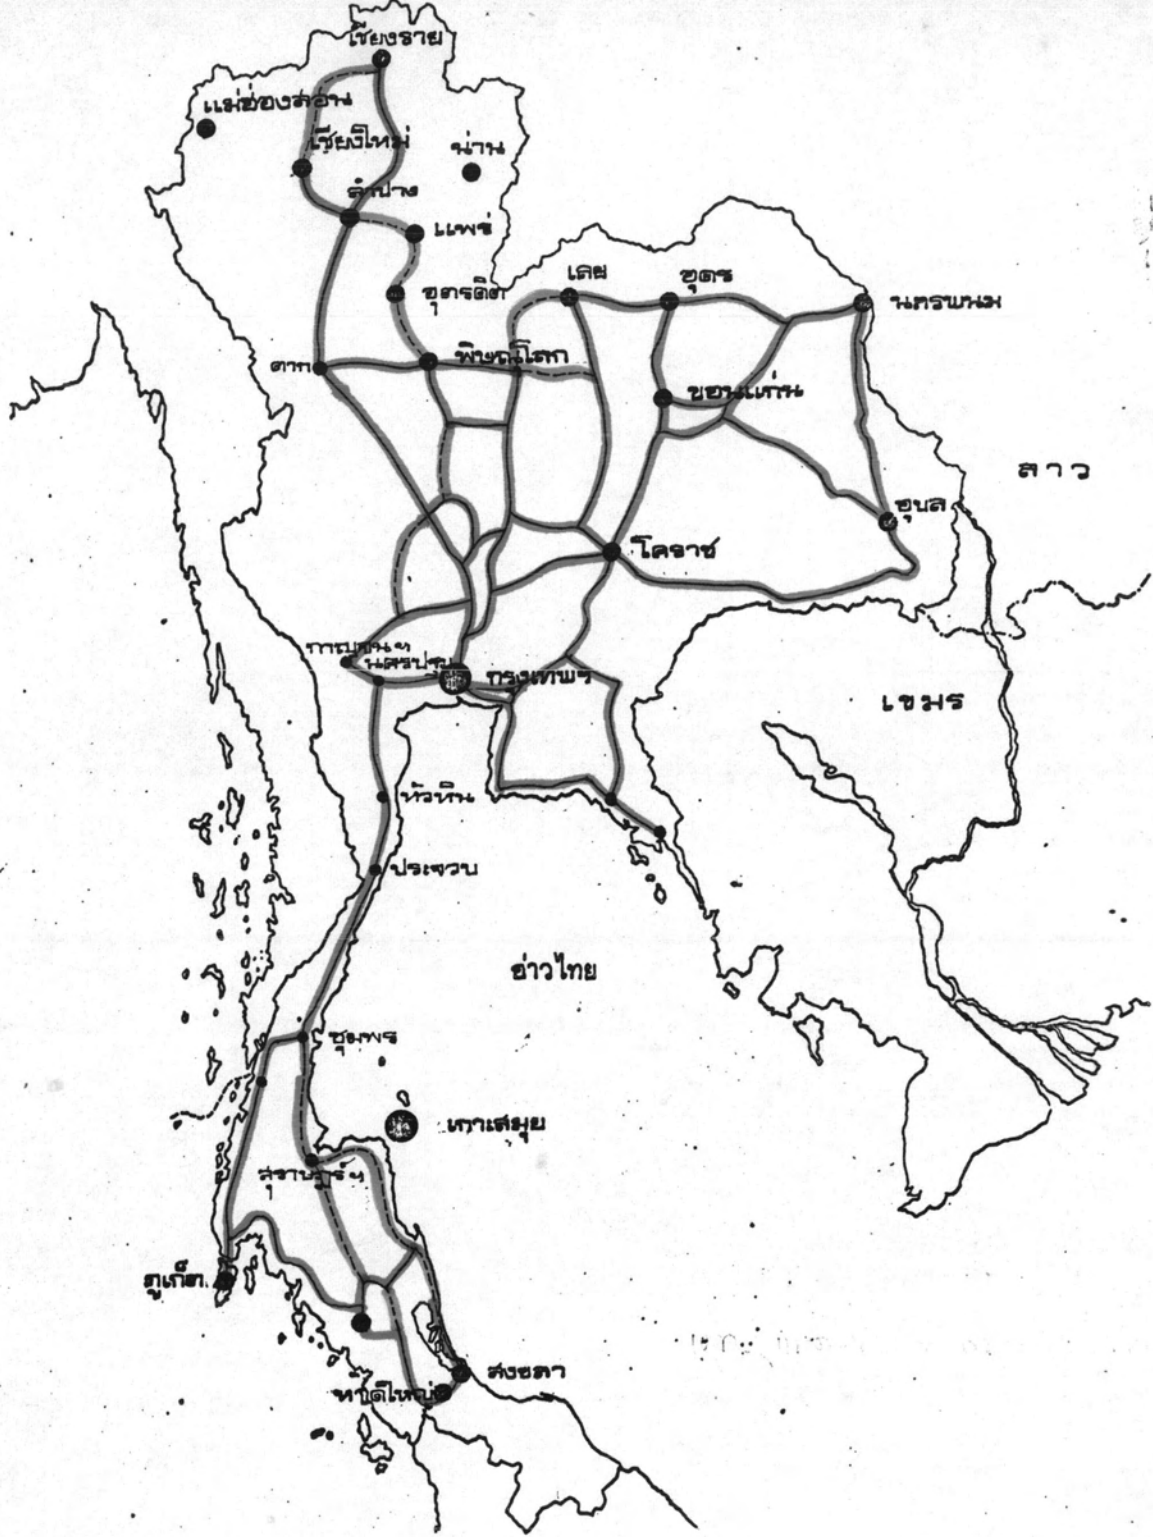 เชียงราย
แม่ฮ่องสอน
เชียงใหม่
น่าน
ลำปาง
แพร่
เลย
อุดร
อุตรดิต
นครพนม
ตาก
พิษณุโลก
ขอนแก่น
ลาว
อุบล
โคราช
กาญจนฯ
นครปฐม
กรุงเทพฯ
เขมร
หัวหิน
ประจวบ
อ่าวไทย
ชุมพร
เกาะสมุย
สุราษฎร์ฯ
ภูเก็ต
สงขลา
หาดใหญ่